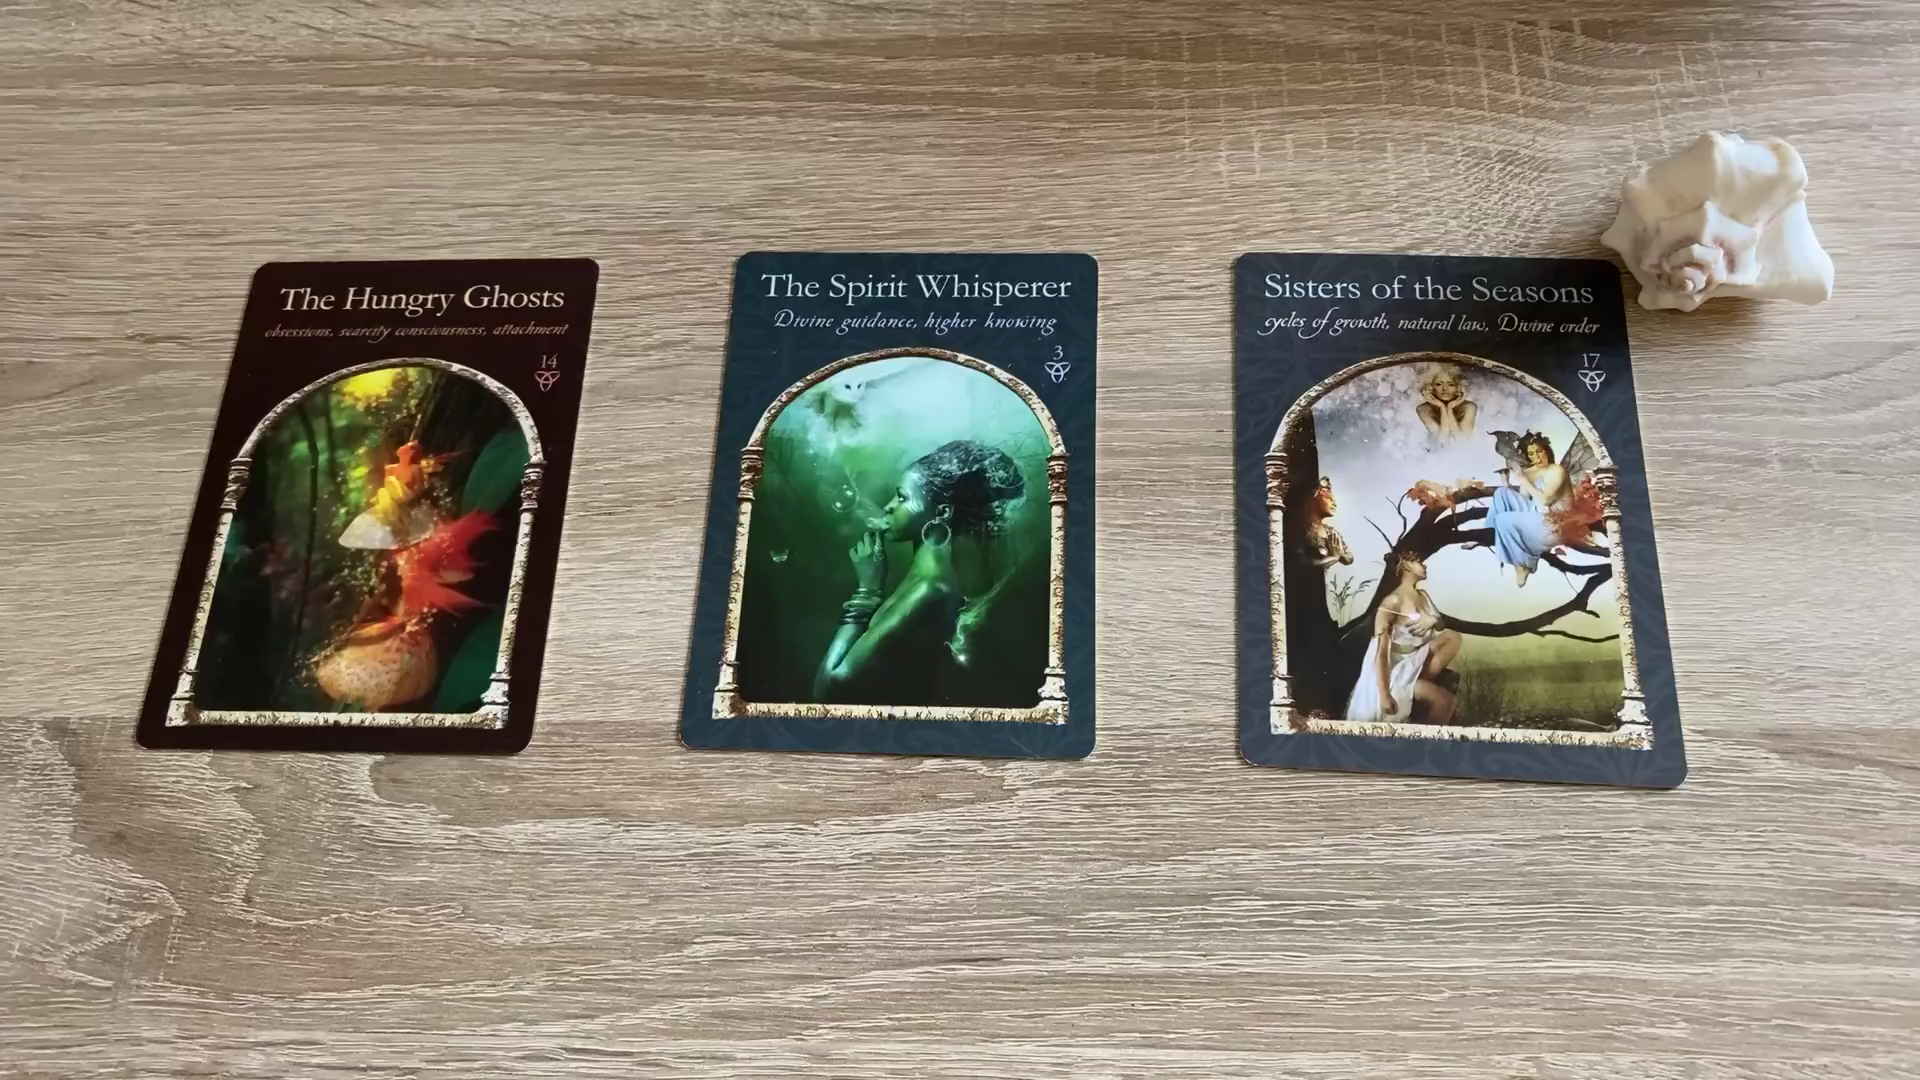 The Hungry Ghosts
obsessions, scarcity consciousness, attachment
14
The Spirit Whisperer
Divine guidance, higher knowing
3
Sisters of the Seasons
cycles of growth, natural law, Divine order
17